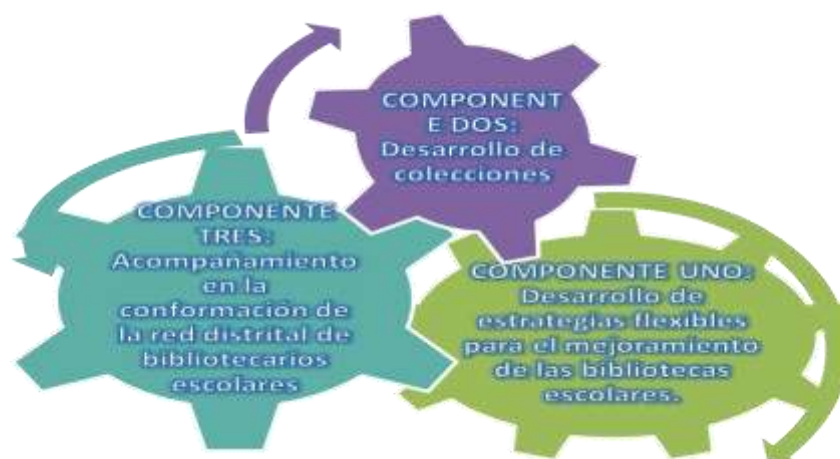 COMPONENT
E DOS:
Desarrollo de
colecciones
COMPONENTE
TRES:
Acompañamiento
en la
conformación de
la red distrital de
bibliotecarios
escolares
COMPONENTE UNO:
Desarrollo de
estrategias flexibles
para el mejoramiento
de las bibliotecas
escolares.